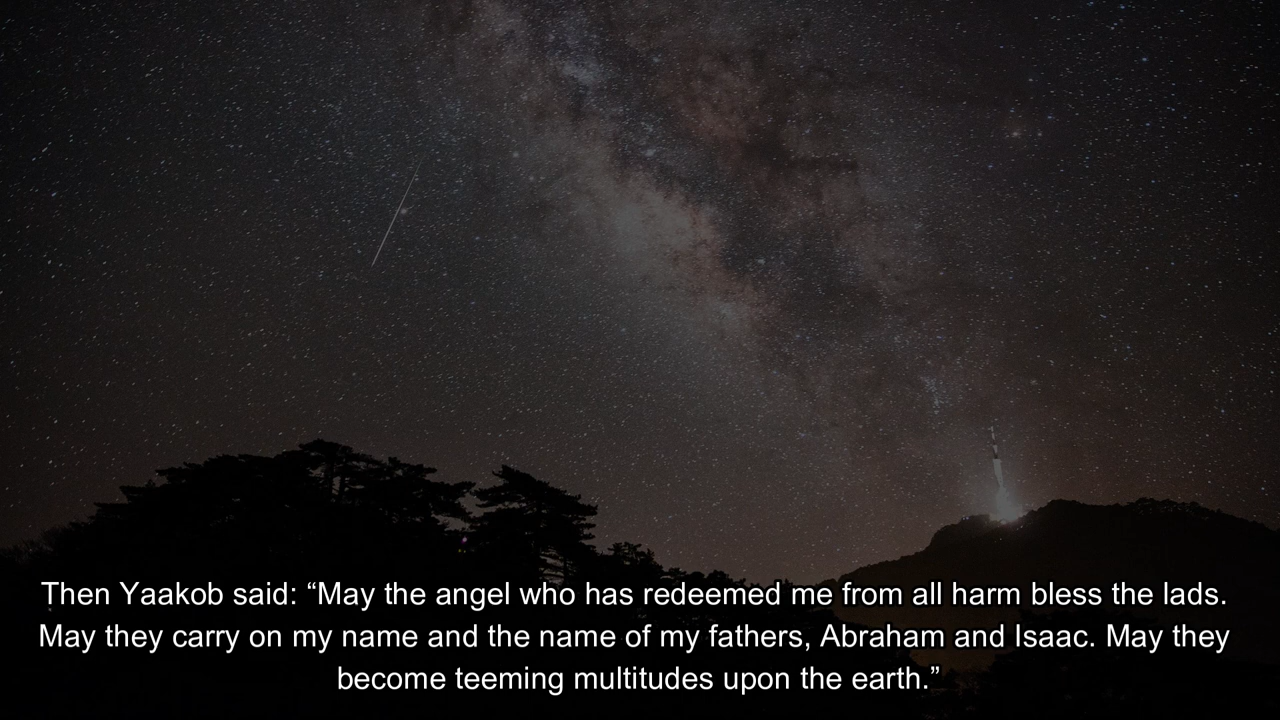 Then Yaakob said: “May the angel who has redeemed me from all harm bless the lads.
May they carry on my name and the name of my fathers, Abraham and Isaac. May they
become teeming multitudes upon the earth.”